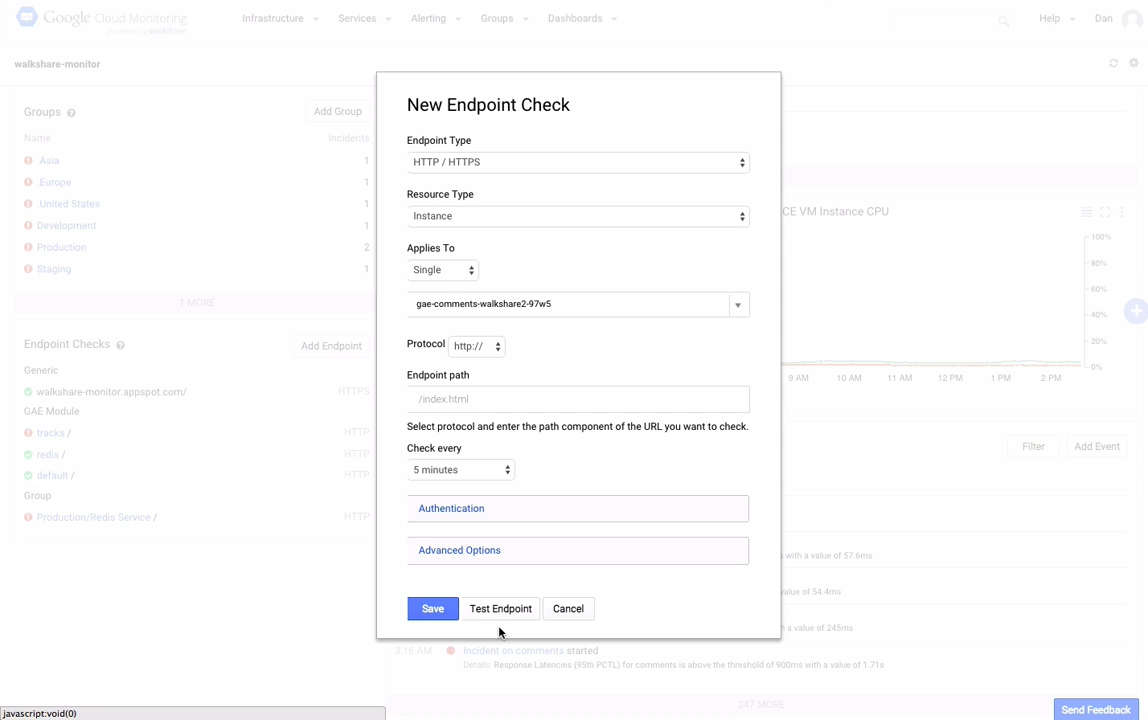 Google Cloud Monitoring
powered by stackdriver
Infrastructure
Services
Alerting
Groups
Dashboards
Help
Dan
walkshare-monitor
Groups
Add Group
Name Incidents
.Asia 1
.Europe 1
.United States 1
Development 1
Production 2
Staging 1
1 MORE
Endpoint Checks
Add Endpoint
Generic
walkshare-monitor.appspot.com/ HTTPS
GAE Module
tracks / HTTP
redis / HTTP
default / HTTP
Group
Production/Redis Service / HTTP
New Endpoint Check
Endpoint Type
HTTP / HTTPS
Resource Type
Instance
Applies To
Single
gae-comments-walkshare2-97w5
Protocol http://
Endpoint path
/index.html
Select protocol and enter the path component of the URL you want to check.
Check every
5 minutes
Authentication
Advanced Options
Save
Test Endpoint
Cancel
CE VM Instance CPU
100%
80%
60%
40%
20%
0%
9 AM 10 AM 11 AM 12 PM 1 PM 2 PM
Filter
Add Event
with a value of 57.6ms
value of 54.4ms
a value of 245ms
3:16 AM Incident on comments started
Details: Response Latencies (95th PCTL) for comments is above the threshold of 900ms with a value of 1.71s
247 MORE
Send Feedback
javascript:void(0)